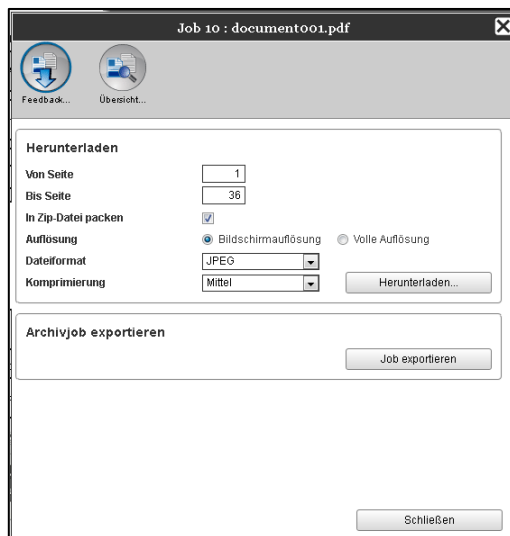 Job 10 : document001.pdf
Feedback... Übersicht...
Herunterladen
Von Seite 1
Bis Seite 36
In Zip-Datei packen
Auflösung Bildschirmauflösung Volle Auflösung
Dateiformat JPEG
Komprimierung Mittel Herunterladen...
Archivjob exportieren
Job exportieren
Schließen